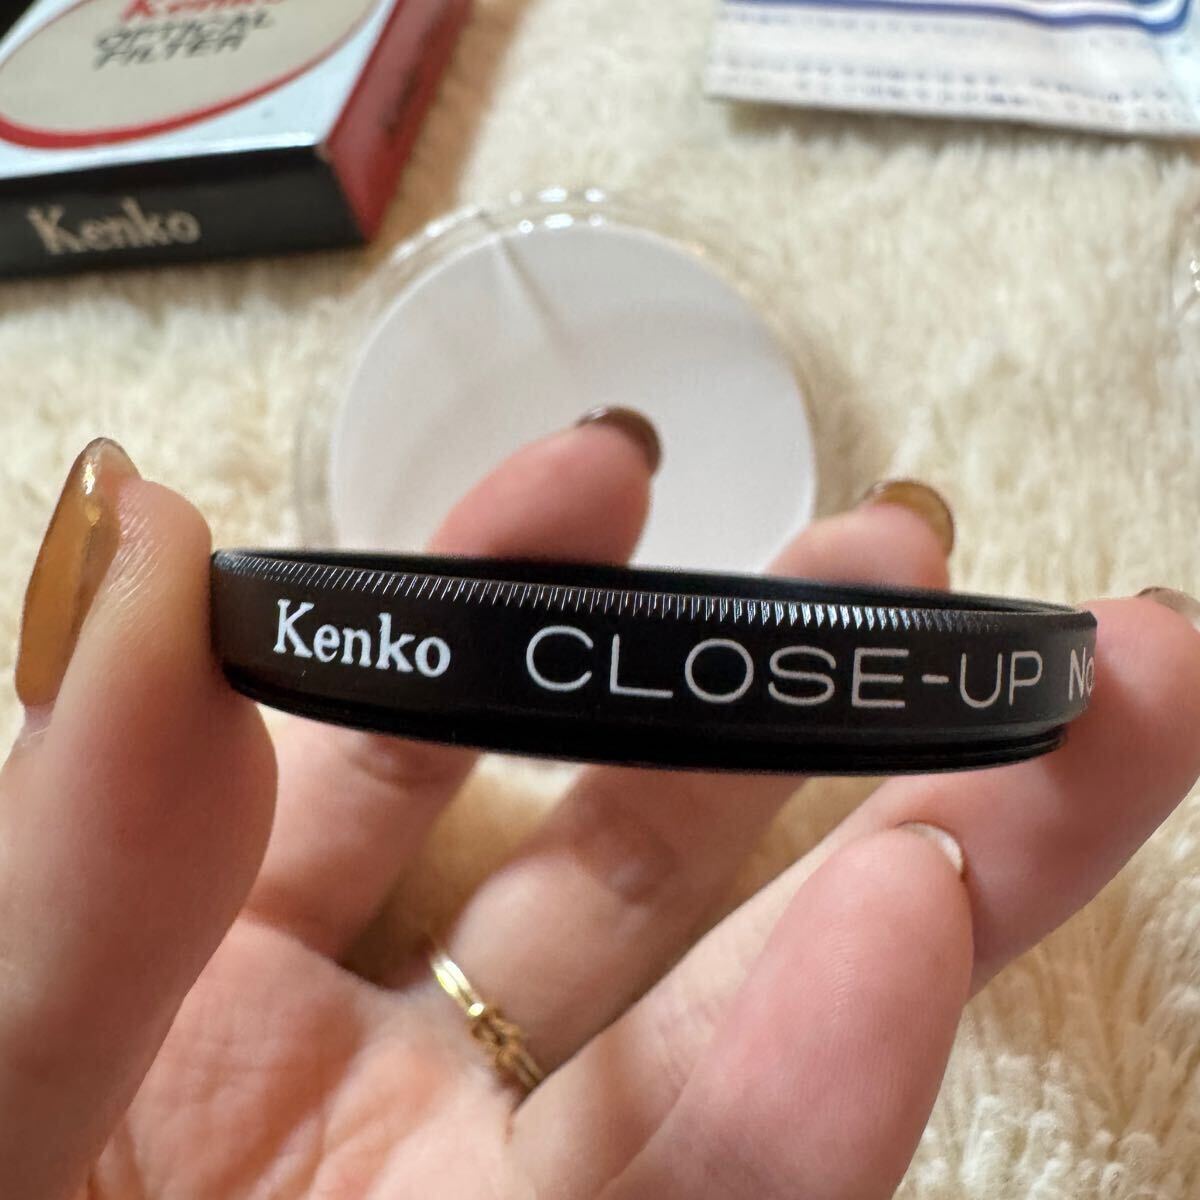 Kenko
OPTICAL
FILTER
Kenko
Kenko CLOSE-UP No